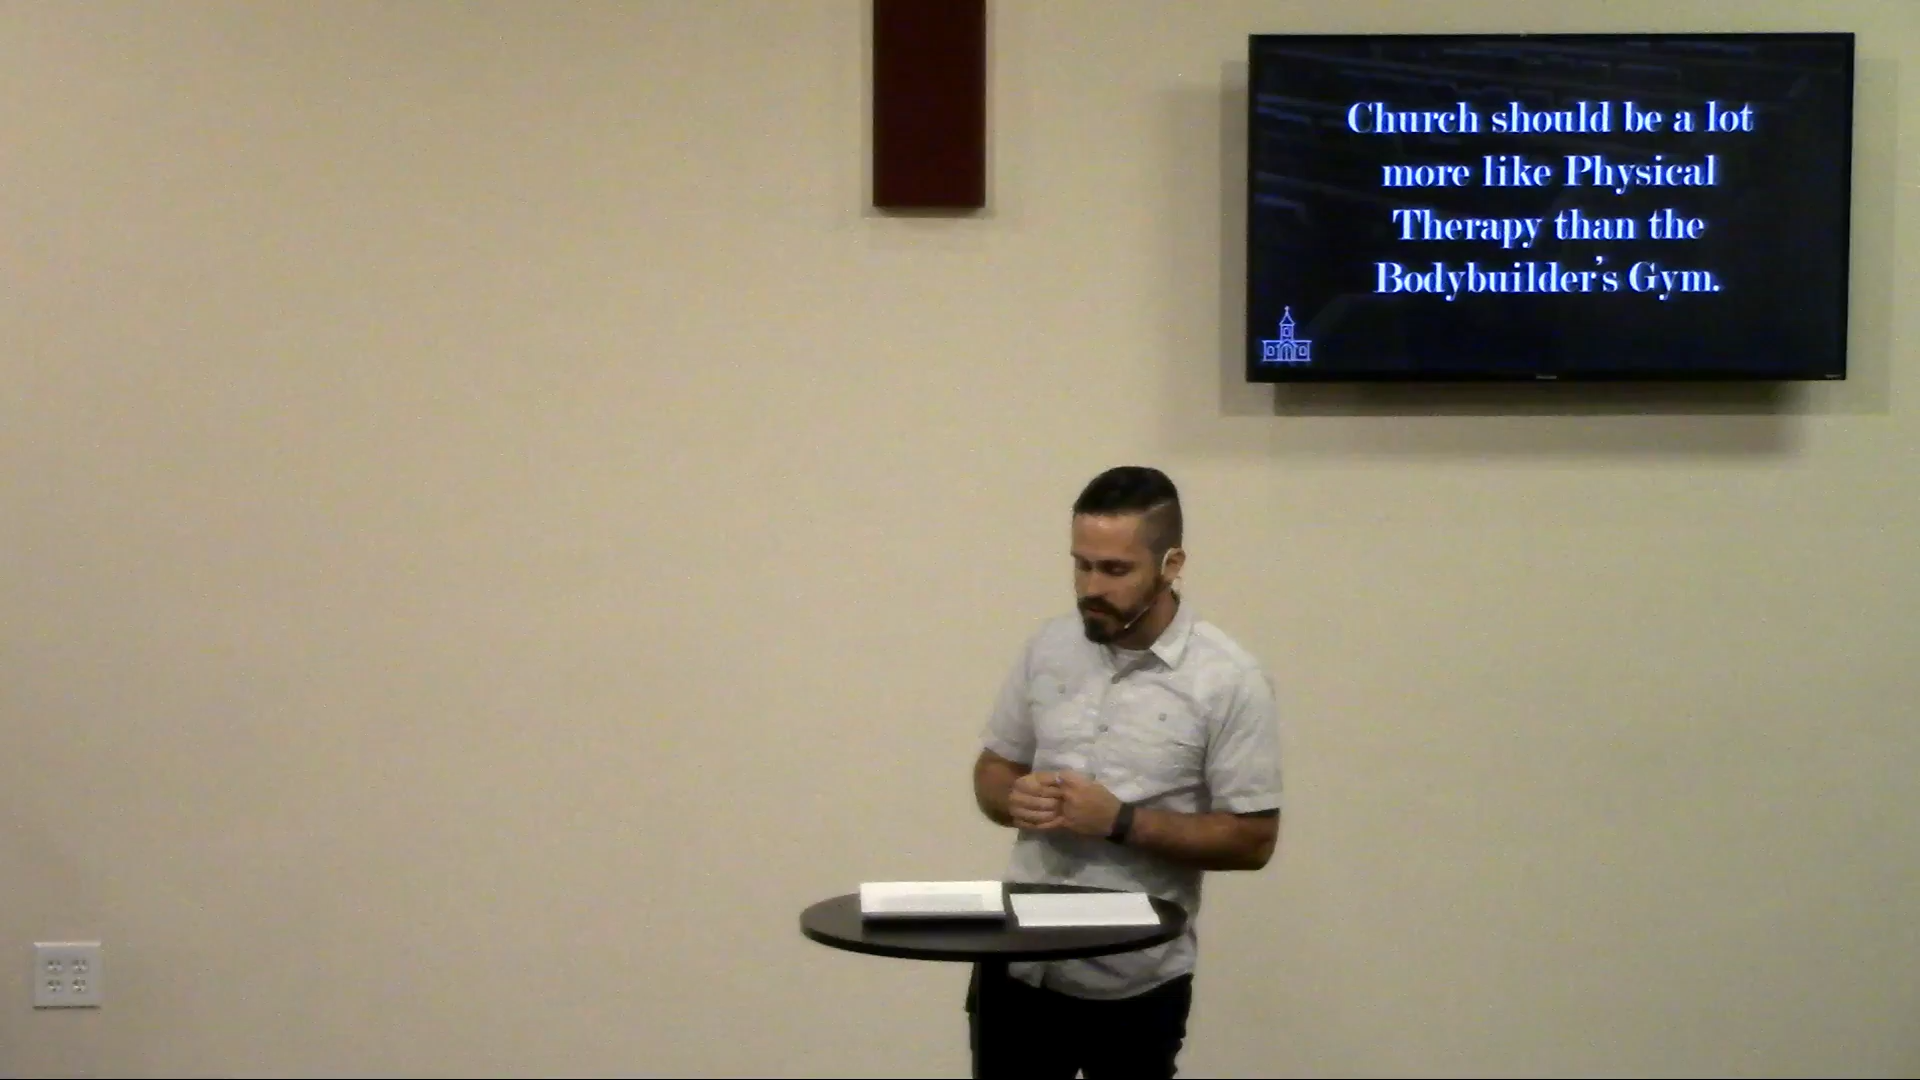 Church should be a lot
more like Physical
Therapy than the
Bodybuilder's Gym.